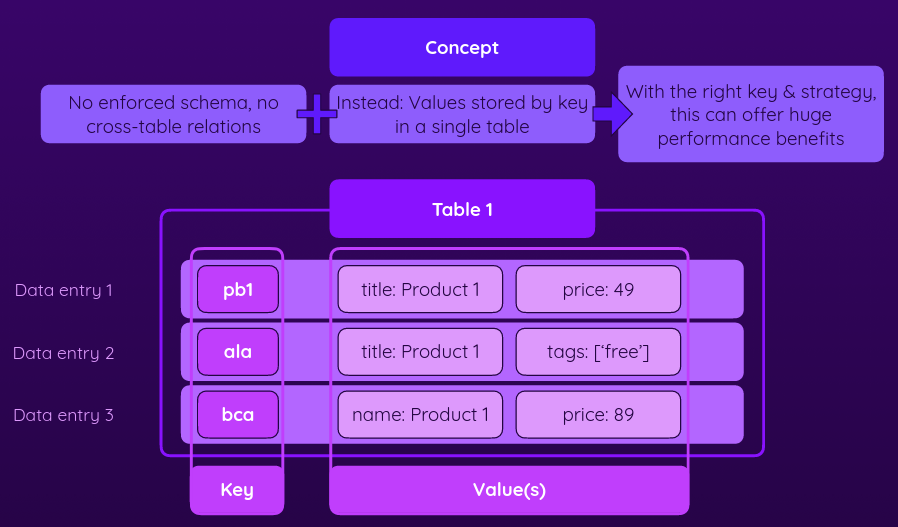 Concept
No enforced schema, no
cross-table relations
Instead: Values stored by key
in a single table
With the right key & strategy,
this can offer huge
performance benefits
Table 1
Data entry 1
pb1
title: Product 1
price: 49
Data entry 2
ala
title: Product 1
tags: [‘free’]
Data entry 3
bca
name: Product 1
price: 89
Key
Value(s)